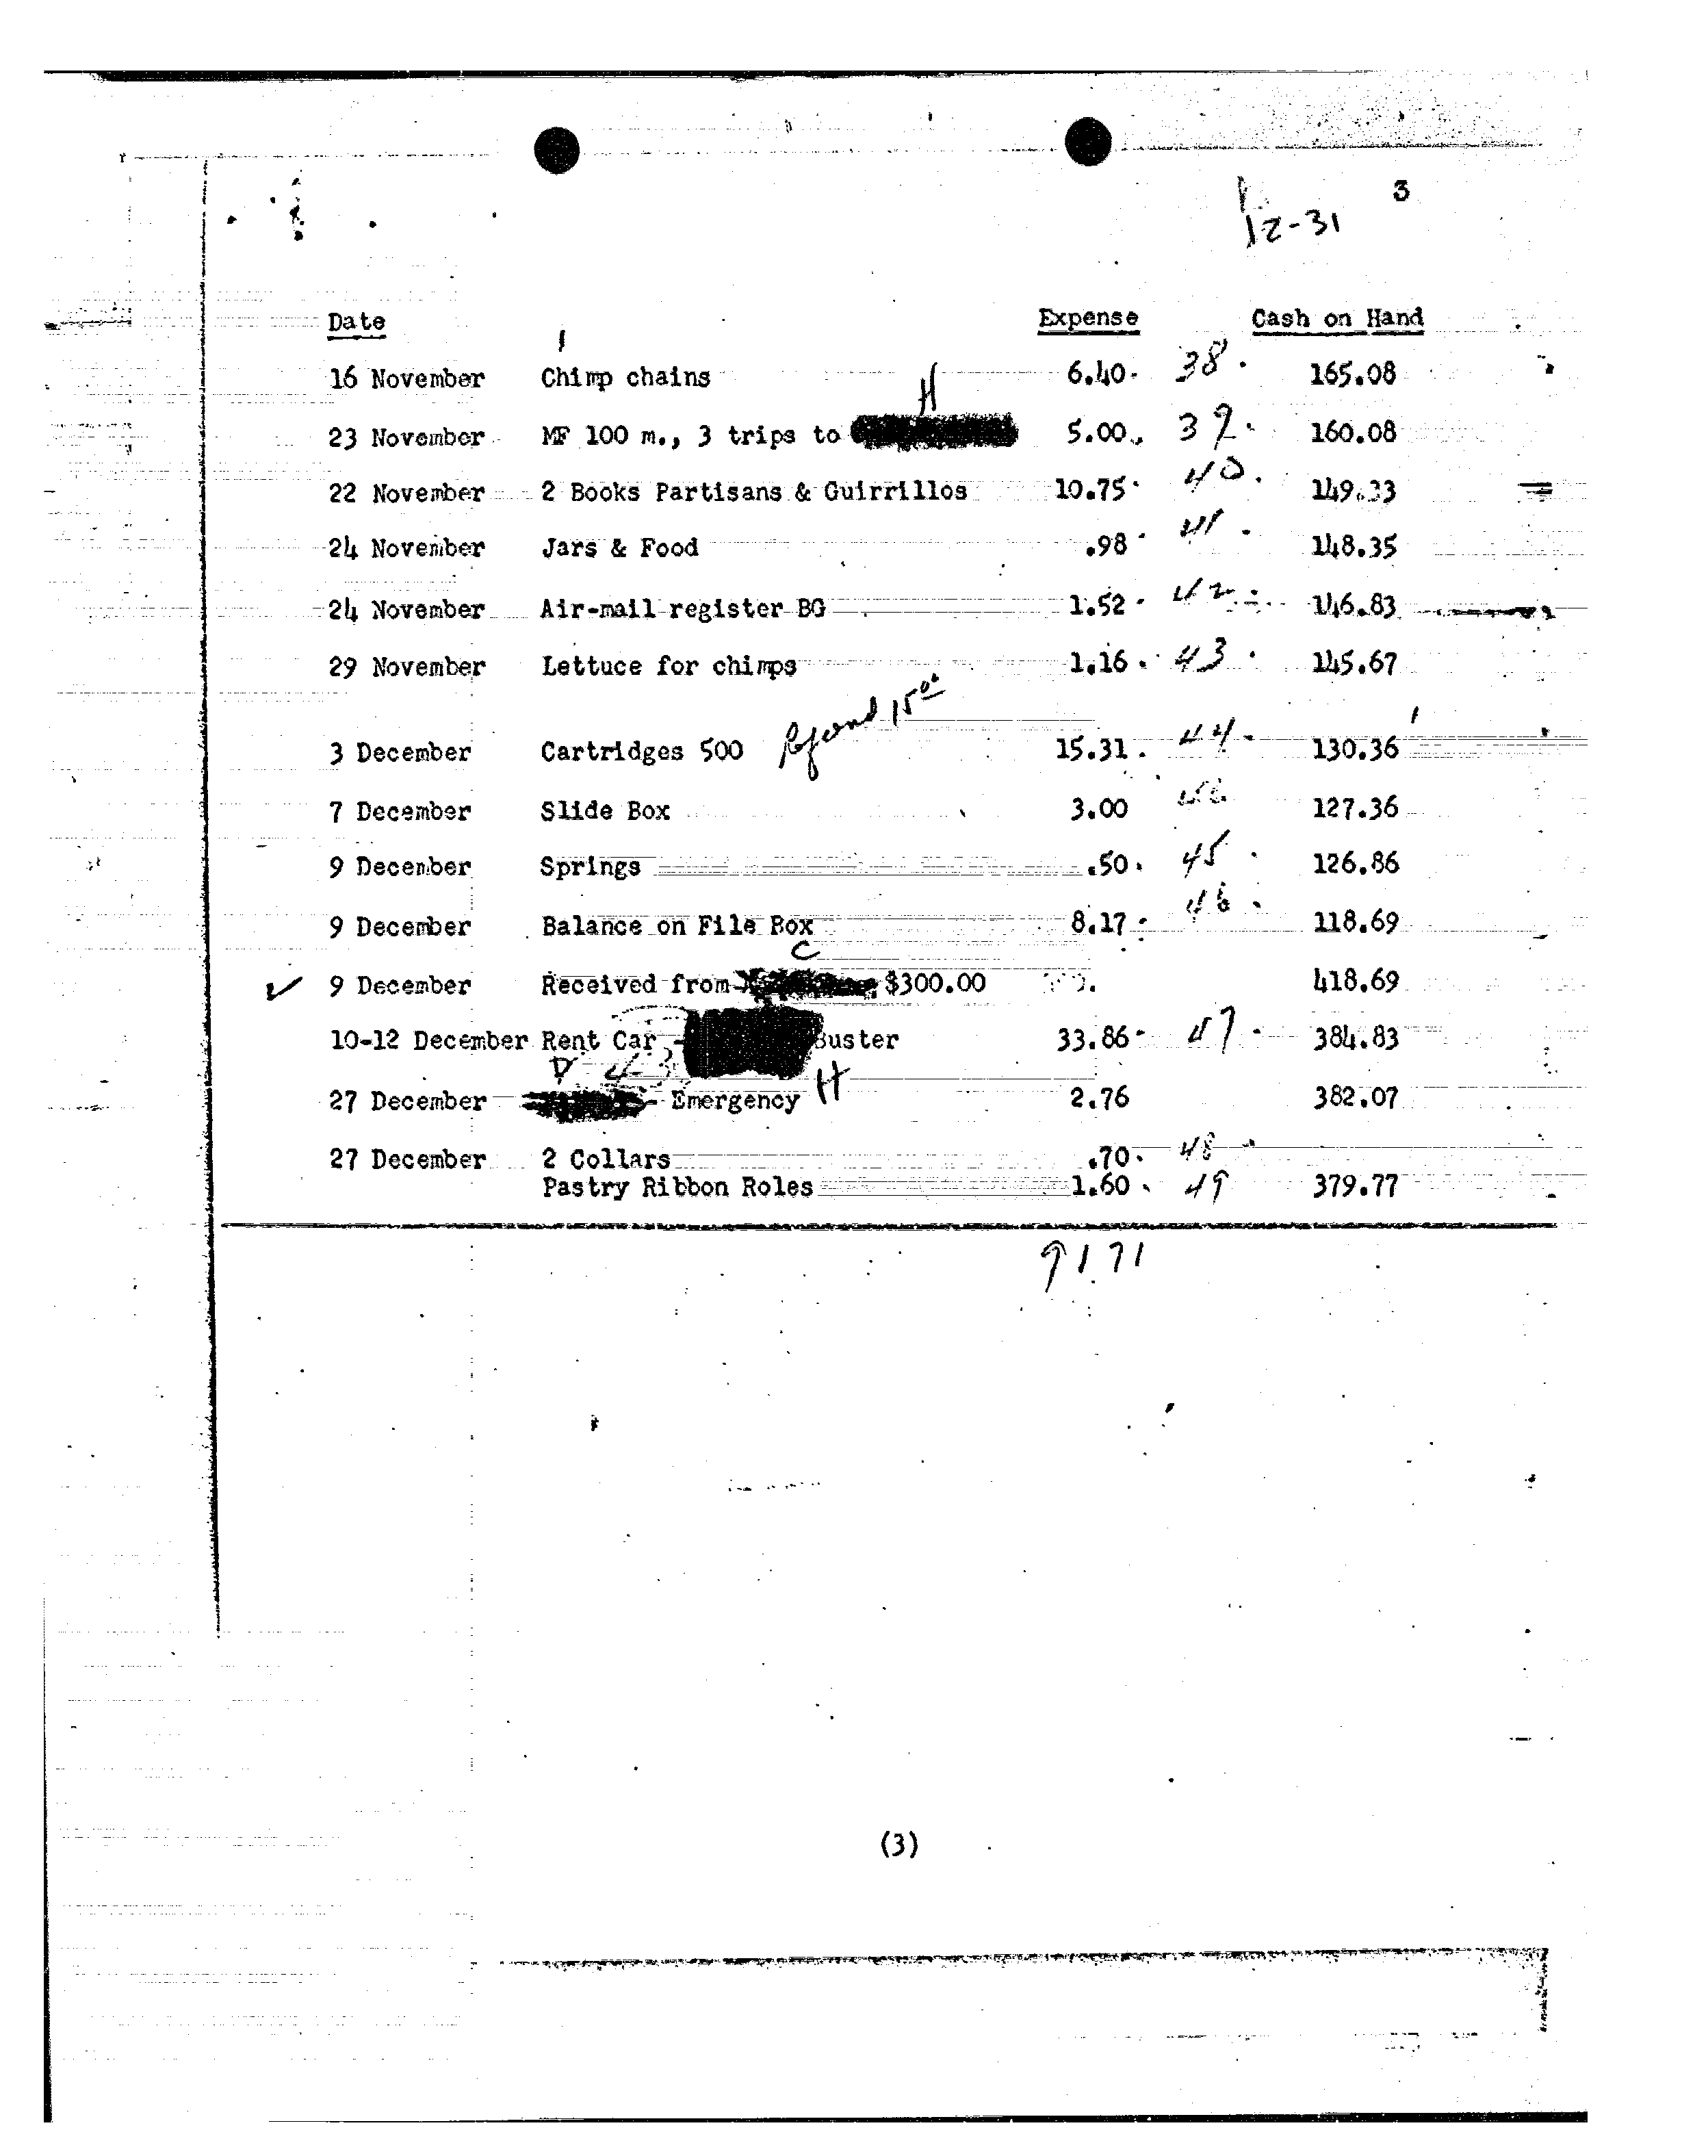 3
12-31
Date Expense Cash on Hand
16 November Chimp chains 6.40 38 165.08
H
23 November MF 100 m., 3 trips to 5.00 39 160.08
22 November 2 Books Partisans & Guirrillos 10.75 40 149.33
24 November Jars & Food .98 41 148.35
24 November Air-mail register BG 1.52 42 146.83
29 November Lettuce for chimps 1.16 43 145.67
Refund 15.00
3 December Cartridges 500 15.31 44 130.36
7 December Slide Box 3.00 127.36
9 December Springs .50 45 126.86
9 December Balance on File Box 8.17 46 118.69
C
9 December Received from $300.00 418.69
10-12 December Rent Car - Buster 33.86 47 384.83
D H
27 December - Emergency 2.76 382.07
27 December 2 Collars .70 48
Pastry Ribbon Roles 1.60 49 379.77
91.71
(3)